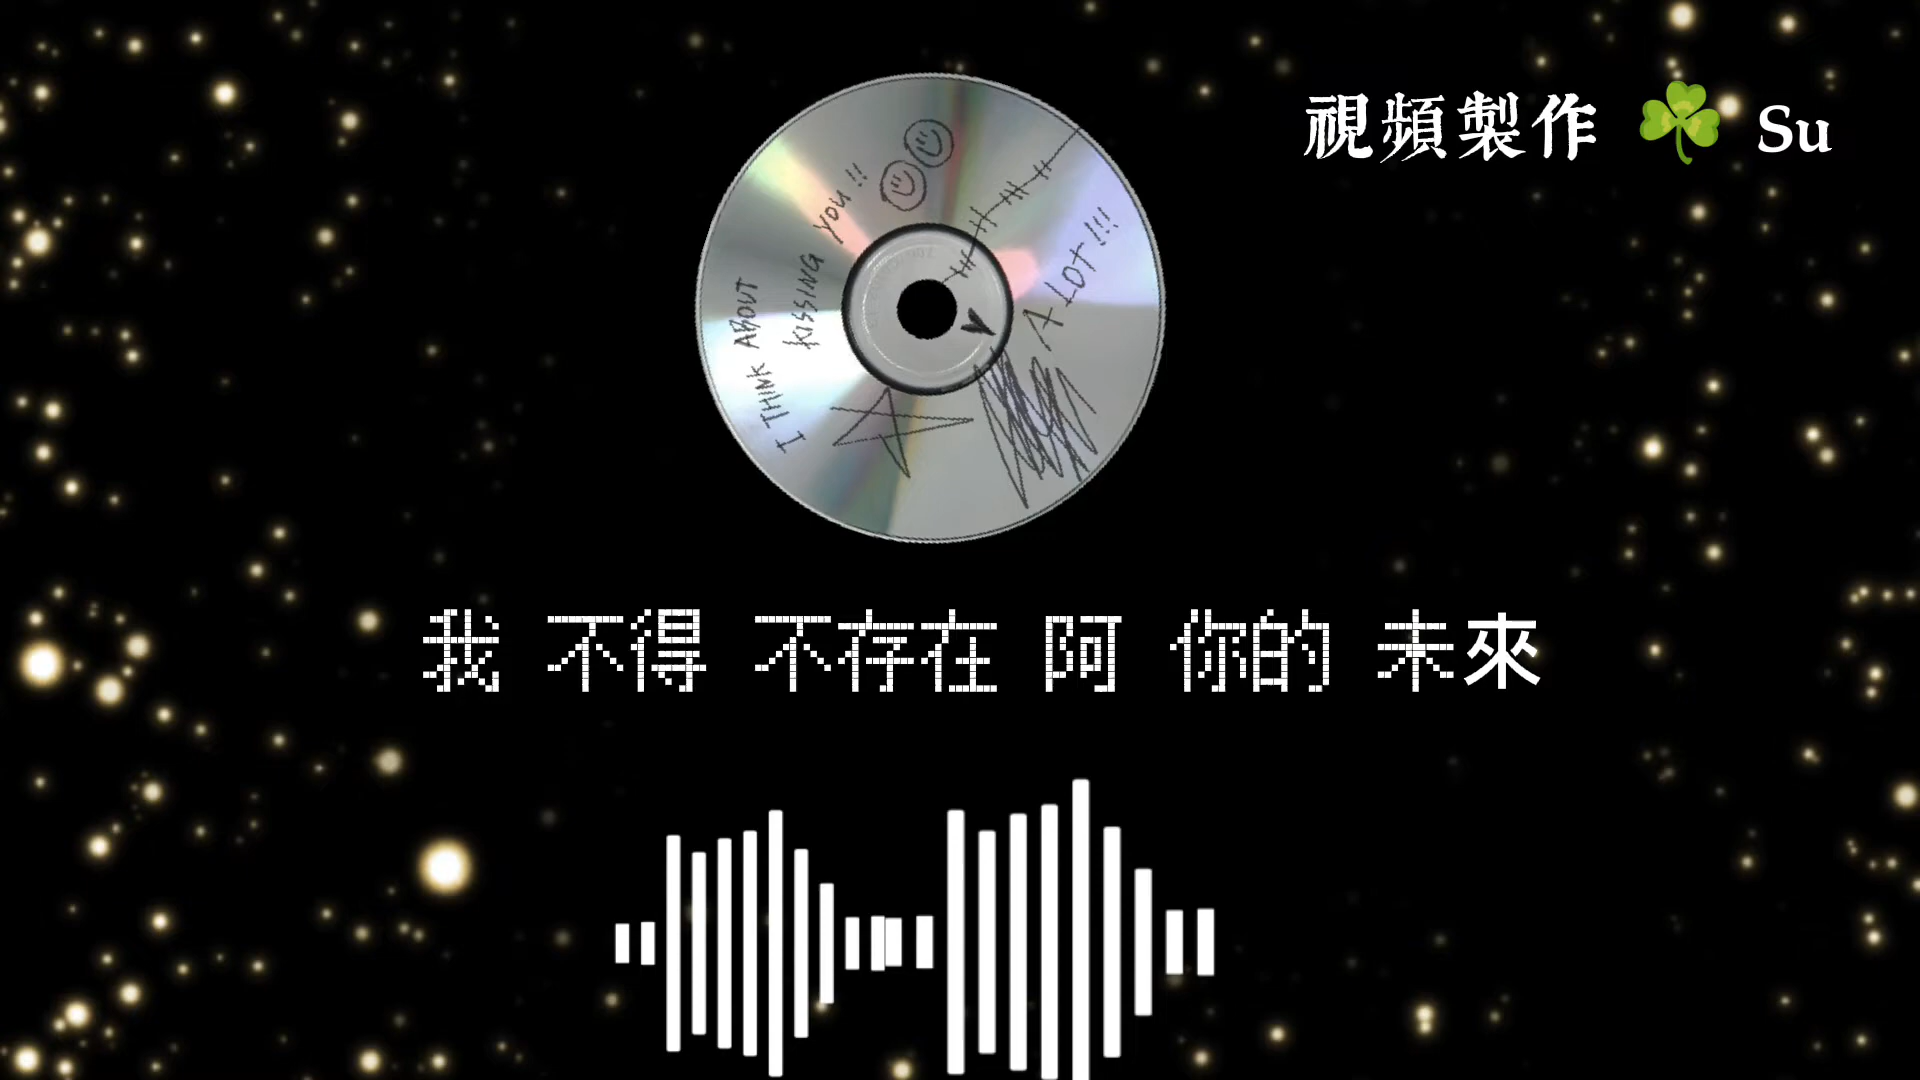 視頻製作 ☘️ Su
I THINK ABOUT
KISSING YOU!!
A LOT!!!
我 不得 不存在 阿 你的 未來